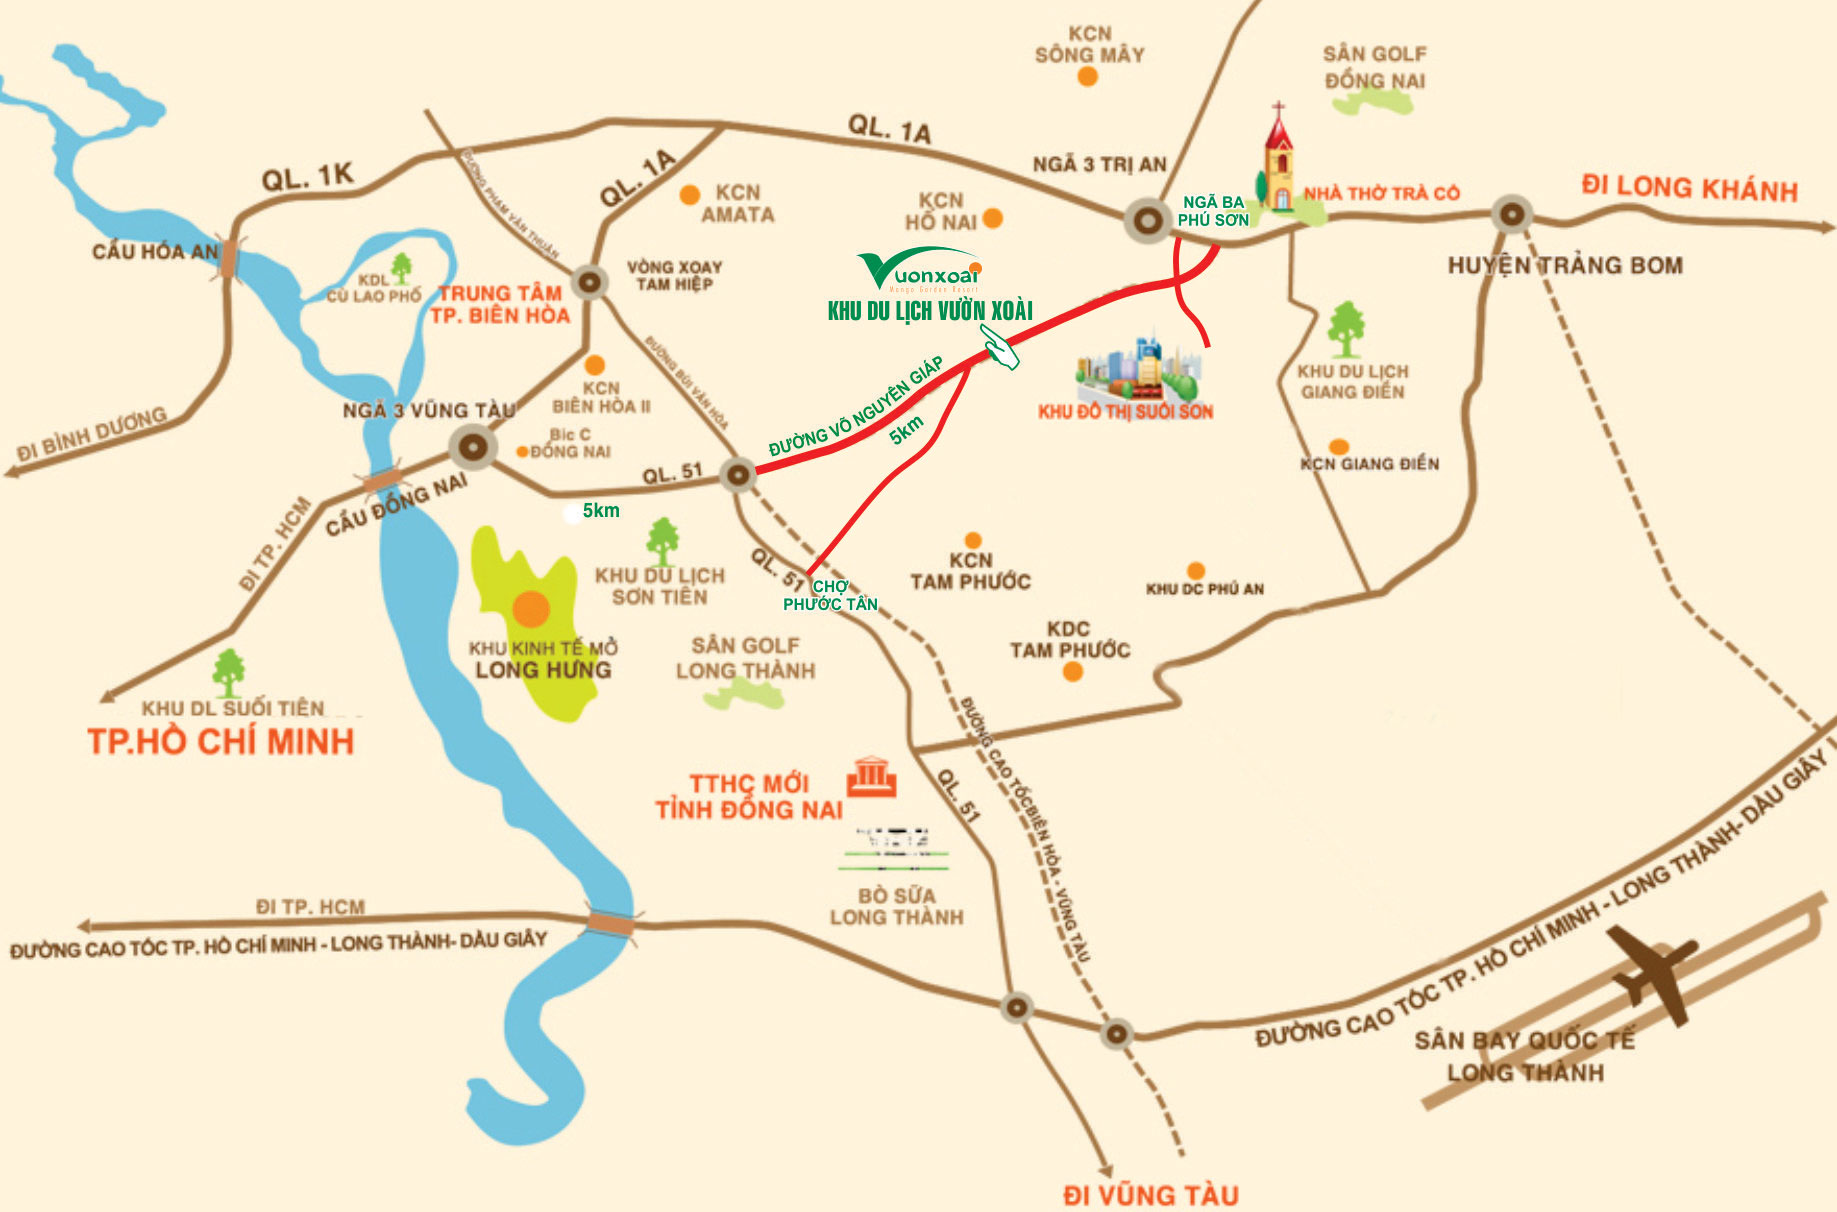 KCN
SÔNG MÂY
SÂN GOLF
ĐỒNG NAI
QL. 1A
QL. 1K
QL. 1A
NGÃ 3 TRỊ AN
ĐƯỜNG PHẠM VĂN THUẬN
KCN
AMATA
KCN
HỐ NAI
NGÃ BA
PHÚ SƠN
NHÀ THỜ TRÀ CỔ
ĐI LONG KHÁNH
CẦU HÓA AN
KDL
CÙ LAO PHỐ
TRUNG TÂM
TP. BIÊN HÒA
VÒNG XOAY
TAM HIỆP
Vuonxoai
Mango Garden Resort
KHU DU LỊCH VƯỜN XOÀI
HUYỆN TRẢNG BOM
ĐƯỜNG BÙI VĂN HÒA
KCN
BIÊN HÒA II
KHU DU LỊCH
GIANG ĐIỀN
KHU ĐÔ THỊ SUỐI SON
ĐI BÌNH DƯƠNG
NGÃ 3 VŨNG TÀU
Bic C
ĐỒNG NAI
ĐƯỜNG VÕ NGUYÊN GIÁP
5km
KCN GIANG ĐIỀN
QL. 51
5km
CẦU ĐỒNG NAI
ĐI TP. HCM
KHU DU LỊCH
SƠN TIÊN
QL. 51
CHỢ
PHƯỚC TÂN
KCN
TAM PHƯỚC
KHU DC PHÚ AN
KHU KINH TẾ MỞ
LONG HƯNG
SÂN GOLF
LONG THÀNH
KDC
TAM PHƯỚC
KHU DL SUỐI TIÊN
TP.HỒ CHÍ MINH
TTHC MỚI
TỈNH ĐỒNG NAI
QL. 51
ĐƯỜNG CAO TỐCBIÊN HÒA - VŨNG TÀU
BÒ SỮA
LONG THÀNH
ĐI TP. HCM
ĐƯỜNG CAO TỐC TP. HỒ CHÍ MINH - LONG THÀNH- DẦU GIÂY
ĐƯỜNG CAO TỐC TP. HỒ CHÍ MINH - LONG THÀNH- DẦU GIÂY
SÂN BAY QUỐC TẾ
LONG THÀNH
ĐI VŨNG TÀU